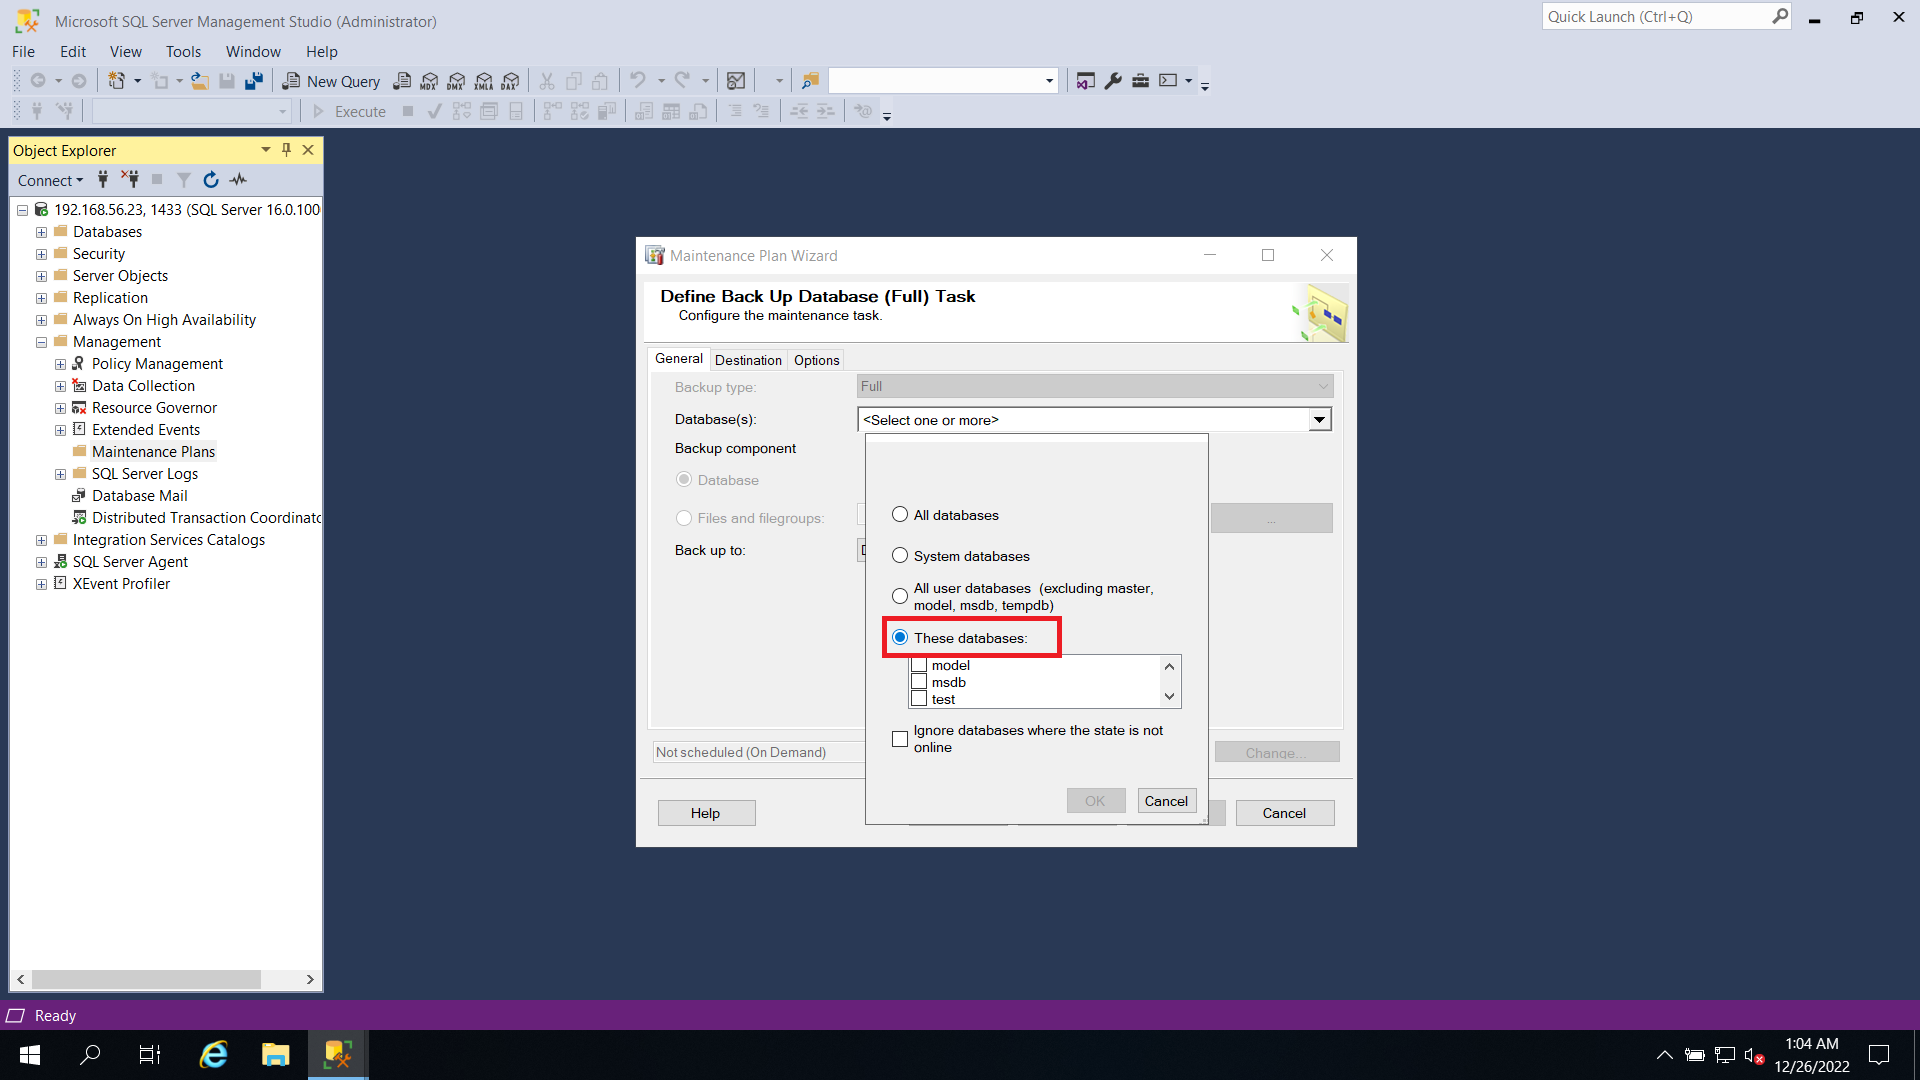 Microsoft SQL Server Management Studio (Administrator)
Quick Launch (Ctrl+Q)
File Edit View Tools Window Help
New Query MDX DMX XMLA DAX
Execute
Object Explorer
Connect
192.168.56.23, 1433 (SQL Server 16.0.100
Databases
Security
Server Objects
Replication
Always On High Availability
Management
Policy Management
Data Collection
Resource Governor
Extended Events
Maintenance Plans
SQL Server Logs
Database Mail
Distributed Transaction Coordinato
Integration Services Catalogs
SQL Server Agent
XEvent Profiler
Maintenance Plan Wizard
Define Back Up Database (Full) Task
Configure the maintenance task.
General Destination Options
Backup type: Full
Database(s): <Select one or more>
Backup component
Database
Files and filegroups: ...
Back up to:
All databases
System databases
All user databases (excluding master,
model, msdb, tempdb)
These databases:
model
msdb
test
Ignore databases where the state is not
online
Not scheduled (On Demand) Change...
OK Cancel
Help Cancel
Ready
1:04 AM
12/26/2022